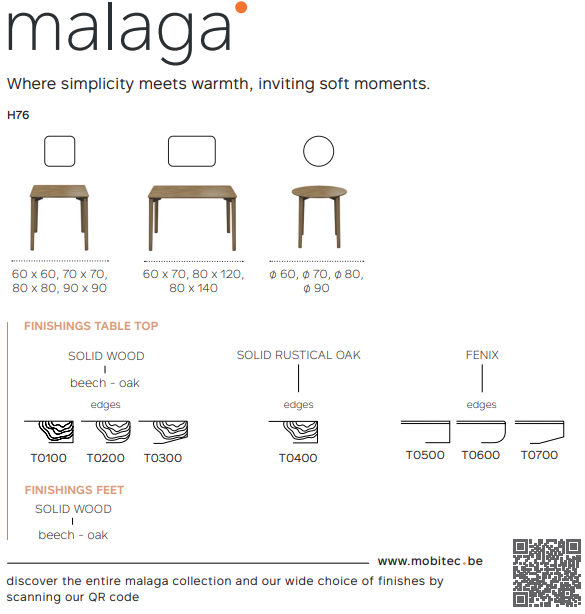 malaga
Where simplicity meets warmth, inviting soft moments.
H76
60 x 60, 70 x 70,
80 x 80, 90 x 90
60 x 70, 80 x 120,
80 x 140
ø 60, ø 70, ø 80,
ø 90
FINISHINGS TABLE TOP
SOLID WOOD
beech - oak
edges
T0100 T0200 T0300
SOLID RUSTICAL OAK
edges
T0400
FENIX
edges
T0500 T0600 T0700
FINISHINGS FEET
SOLID WOOD
beech - oak
www.mobitec.be
discover the entire malaga collection and our wide choice of finishes by
scanning our QR code